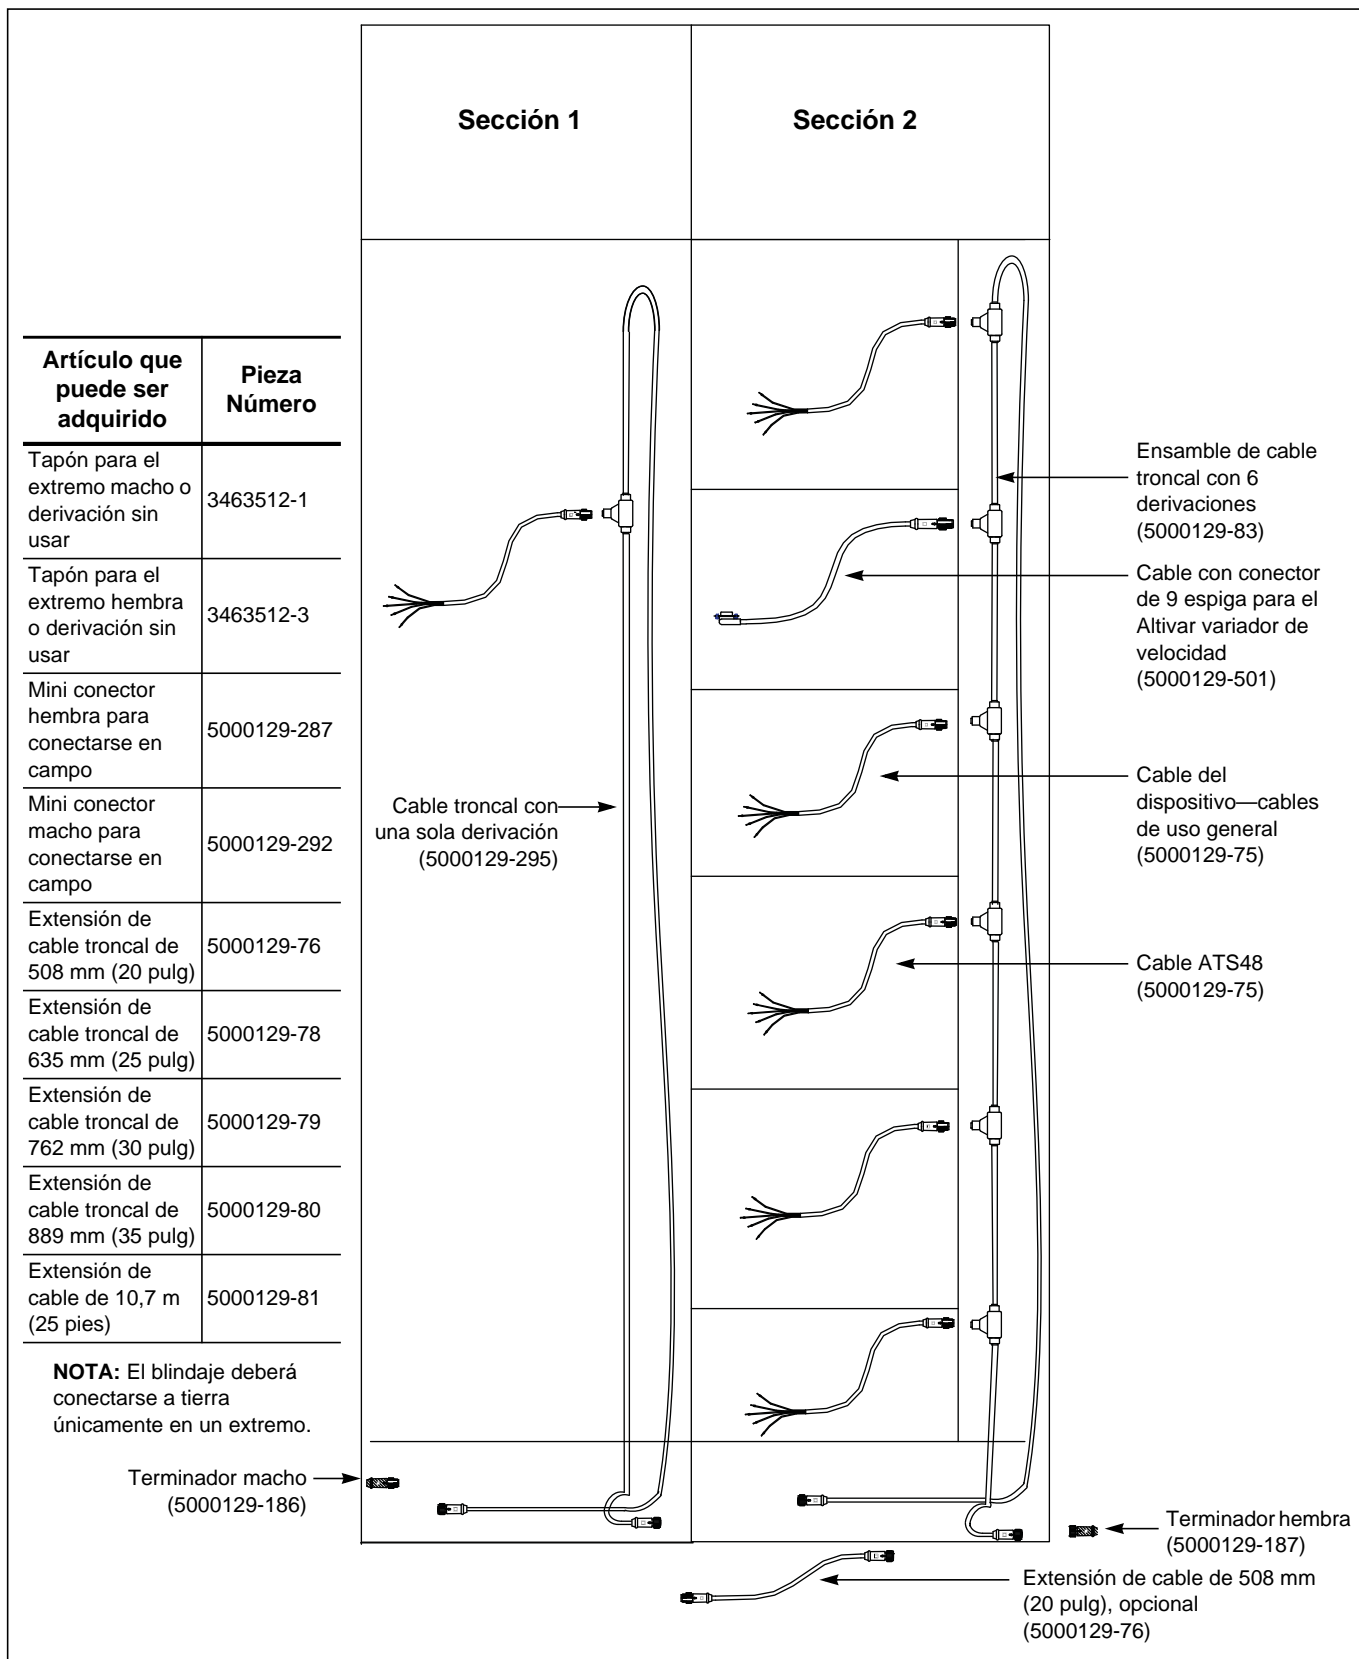 Sección 1
Sección 2
Artículo que
puede ser
adquirido
Pieza
Número
Tapón para el
extremo macho o
derivación sin
usar
3463512-1
Tapón para el
extremo hembra
o derivación sin
usar
3463512-3
Mini conector
hembra para
conectarse en
campo
5000129-287
Mini conector
macho para
conectarse en
campo
5000129-292
Extensión de
cable troncal de
508 mm (20 pulg)
5000129-76
Extensión de
cable troncal de
635 mm (25 pulg)
5000129-78
Extensión de
cable troncal de
762 mm (30 pulg)
5000129-79
Extensión de
cable troncal de
889 mm (35 pulg)
5000129-80
Extensión de
cable de 10,7 m
(25 pies)
5000129-81
NOTA: El blindaje deberá
conectarse a tierra
únicamente en un extremo.
Terminador macho
(5000129-186)
Cable troncal con
una sola derivación
(5000129-295)
Ensamble de cable
troncal con 6
derivaciones
(5000129-83)
Cable con conector
de 9 espiga para el
Altivar variador de
velocidad
(5000129-501)
Cable del
dispositivo—cables
de uso general
(5000129-75)
Cable ATS48
(5000129-75)
Terminador hembra
(5000129-187)
Extensión de cable de 508 mm
(20 pulg), opcional
(5000129-76)